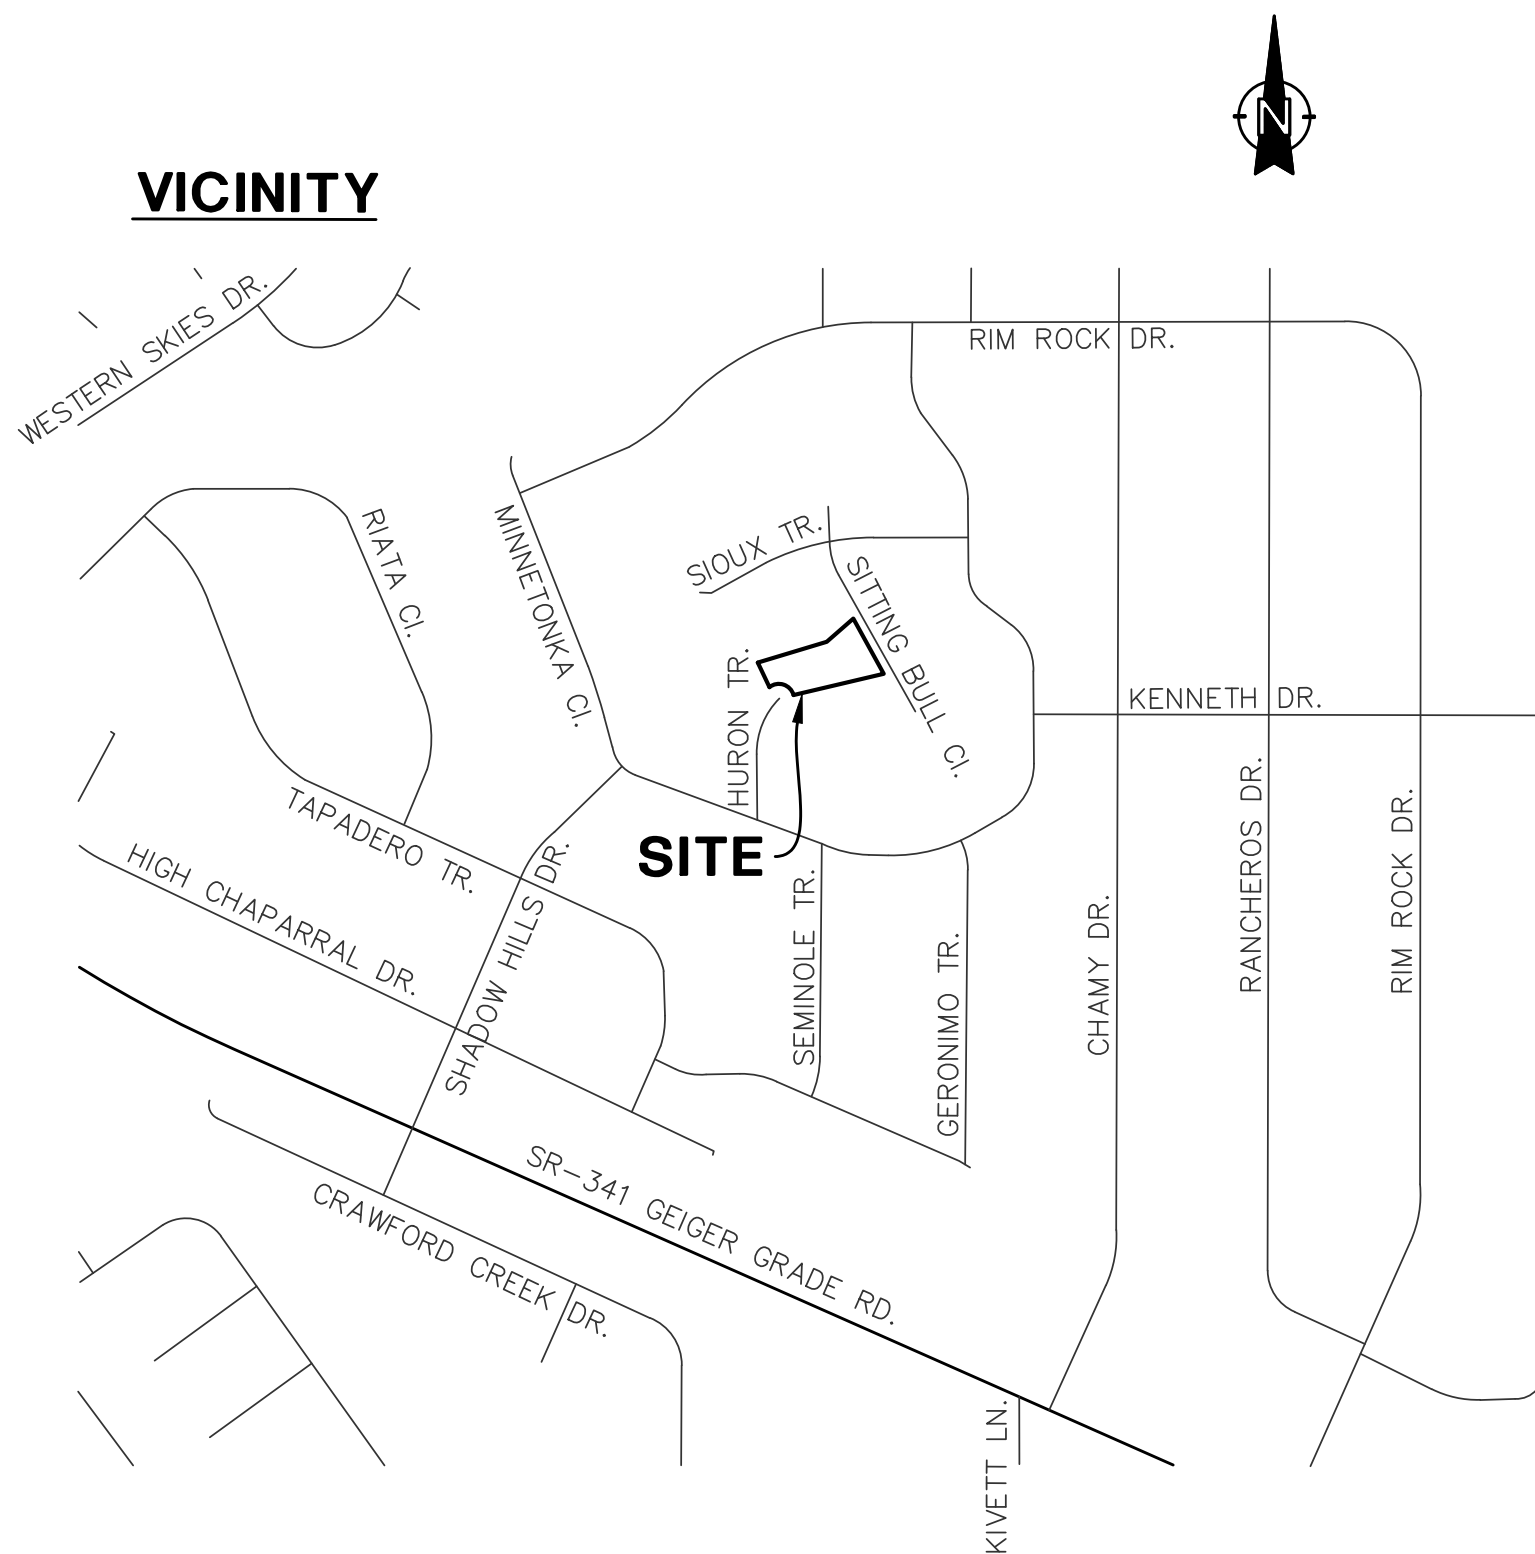 N
VICINITY
WESTERN SKIES DR.
RIM ROCK DR.
RIATA CI.
MINNETONKA CI.
SIOUX TR.
SITTING BULL CI.
HURON TR.
KENNETH DR.
TAPADERO TR.
SITE
HIGH CHAPARRAL DR.
SHADOW HILLS DR.
SEMINOLE TR.
GERONIMO TR.
CHAMY DR.
RANCHEROS DR.
RIM ROCK DR.
SR-341 GEIGER GRADE RD.
CRAWFORD CREEK DR.
KIVETT LN.